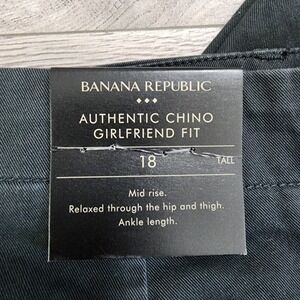 BANANA REPUBLIC
AUTHENTIC CHINO
GIRLFRIEND FIT
18 TALL
Mid rise.
Relaxed through the hip and thigh.
Ankle length.